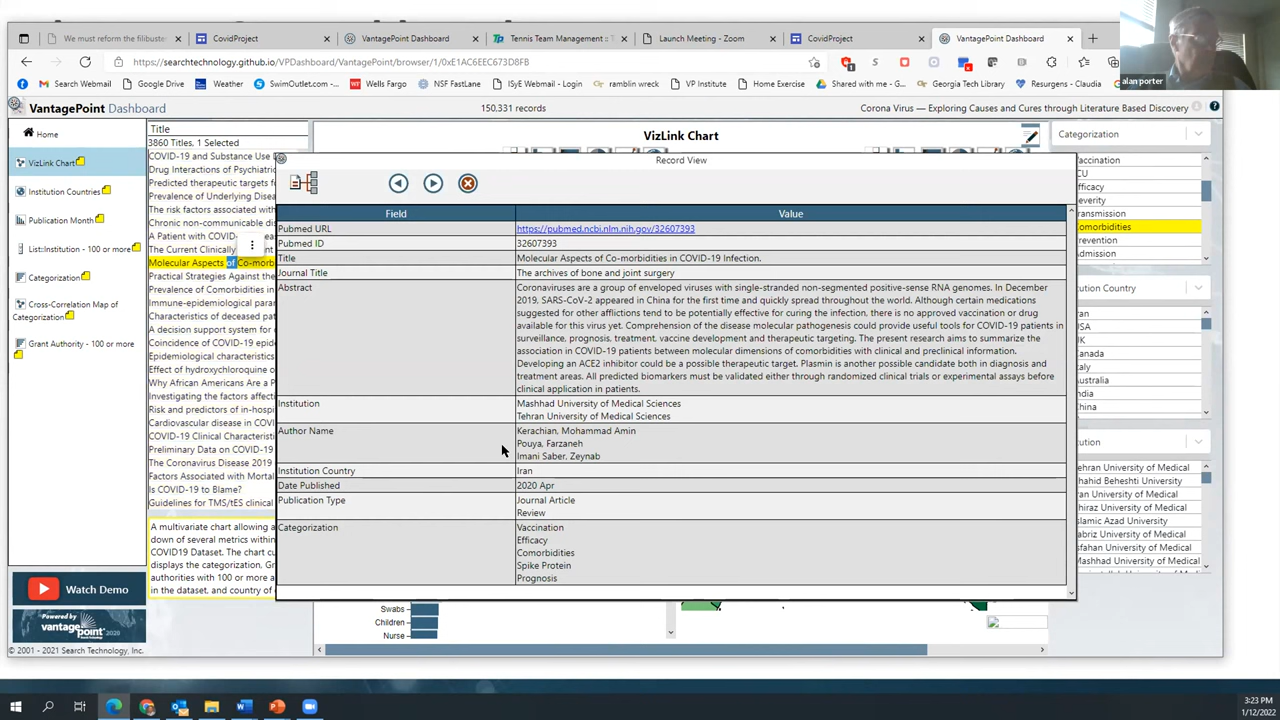 We must reform the filibuster
CovidProject
VantagePoint Dashboard
Tennis Team Management ::
Launch Meeting - Zoom
CovidProject
VantagePoint Dashboard
https://searchtechnology.github.io/VPDashboard/VantagePoint/browser/1/0xE1AC6EEC673D8FB
alan porter
Search Webmail
Search
Weather
SwimOutlet.com -
Wells Fargo
NetBenefits
ISyE Webmail - Login
ramblin wreck
VP Institute
Home Exercise
Shared with me - G...
Georgia Tech Library
Resurgens - Claudia
VantagePoint Dashboard
150,331 records
Corona Virus — Exploring Causes and Cures through Literature Based Discovery
Home
VizLink Chart
Institution Countries
Publication Month
List:Institution - 100 or more
Categorization
Cross-Correlation Map of
Categorization
Grant Authority - 100 or more
Watch Demo
Powered by
vantagepoint 2020
© 2001 - 2021 Search Technology, Inc.
Title
3860 Titles, 1 Selected
COVID-19 and Substance Use
Drug Interactions of Psychiatri
Predicted therapeutic targets f
Prevalence of Underlying Disea
The risk factors associated with
Chronic non-communicable dis
A Patient with COVID-
The Current Clinically
Molecular Aspects of Co-morb
Practical Strategies Against the
Prevalence of Comorbidities in
Immune-epidemiological para
Characteristics of deceased pat
A decision support system for
Coincidence of COVID-19 epid
Epidemiological characteristics
Effect of hydroxychloroquine o
Why African Americans Are a P
Investigating the factors affect
Risk and predictors of in-hospi
Cardiovascular disease in COVI
COVID-19 Clinical Characterist
Preliminary Data on COVID-19
The Coronavirus Disease 2019
Factors Associated with Mortal
Is COVID-19 to Blame?
Guidelines for TMS/tES clinical
A multivariate chart allowing a
down of several metrics within
COVID19 Dataset. The chart cu
displays the categorization, Gr
authorities with 100 or more a
in the dataset, and country of
VizLink Chart
Record View
Field
Value
Pubmed URL
https://pubmed.ncbi.nlm.nih.gov/32607393
Pubmed ID
32607393
Title
Molecular Aspects of Co-morbidities in COVID-19 Infection.
Journal Title
The archives of bone and joint surgery
Abstract
Coronaviruses are a group of enveloped viruses with single-stranded non-segmented positive-sense RNA genomes. In December
2019, SARS-CoV-2 appeared in China for the first time and quickly spread throughout the world. Although certain medications
suggested for other afflictions tend to be potentially effective for curing the infection, there is no approved vaccination or drug
available for this virus yet. Comprehension of the disease molecular pathogenesis could provide useful tools for COVID-19 patients in
surveillance, prognosis, treatment, vaccine development and therapeutic targeting. The present research aims to summarize the
association in COVID-19 patients between molecular dimensions of comorbidities with clinical and preclinical information.
Developing an ACE2 inhibitor could be a possible therapeutic target. Plasmin is another possible candidate both in diagnosis and
treatment areas. All predicted biomarkers must be validated either through randomized clinical trials or experimental assays before
clinical application in patients.
Institution
Mashhad University of Medical Sciences
Tehran University of Medical Sciences
Author Name
Kerachian, Mohammad Amin
Pouya, Farzaneh
Imani Saber, Zeynab
Institution Country
Iran
Date Published
2020 Apr
Publication Type
Journal Article
Review
Categorization
Vaccination
Efficacy
Comorbidities
Spike Protein
Prognosis
Swabs
Children
Nurse
Categorization
Vaccination
CU
Efficacy
everity
ransmission
Comorbidities
revention
Admission
Institution Country
ran
USA
UK
Canada
taly
Australia
ndia
China
tution
ehran University of Medical
hahid Beheshti University
ran University of Medical
hiraz University of Medical
slamic Azad University
abriz University of Medical
sfahan University of Medical
Mashhad University of Medical
3:23 PM
1/12/2022